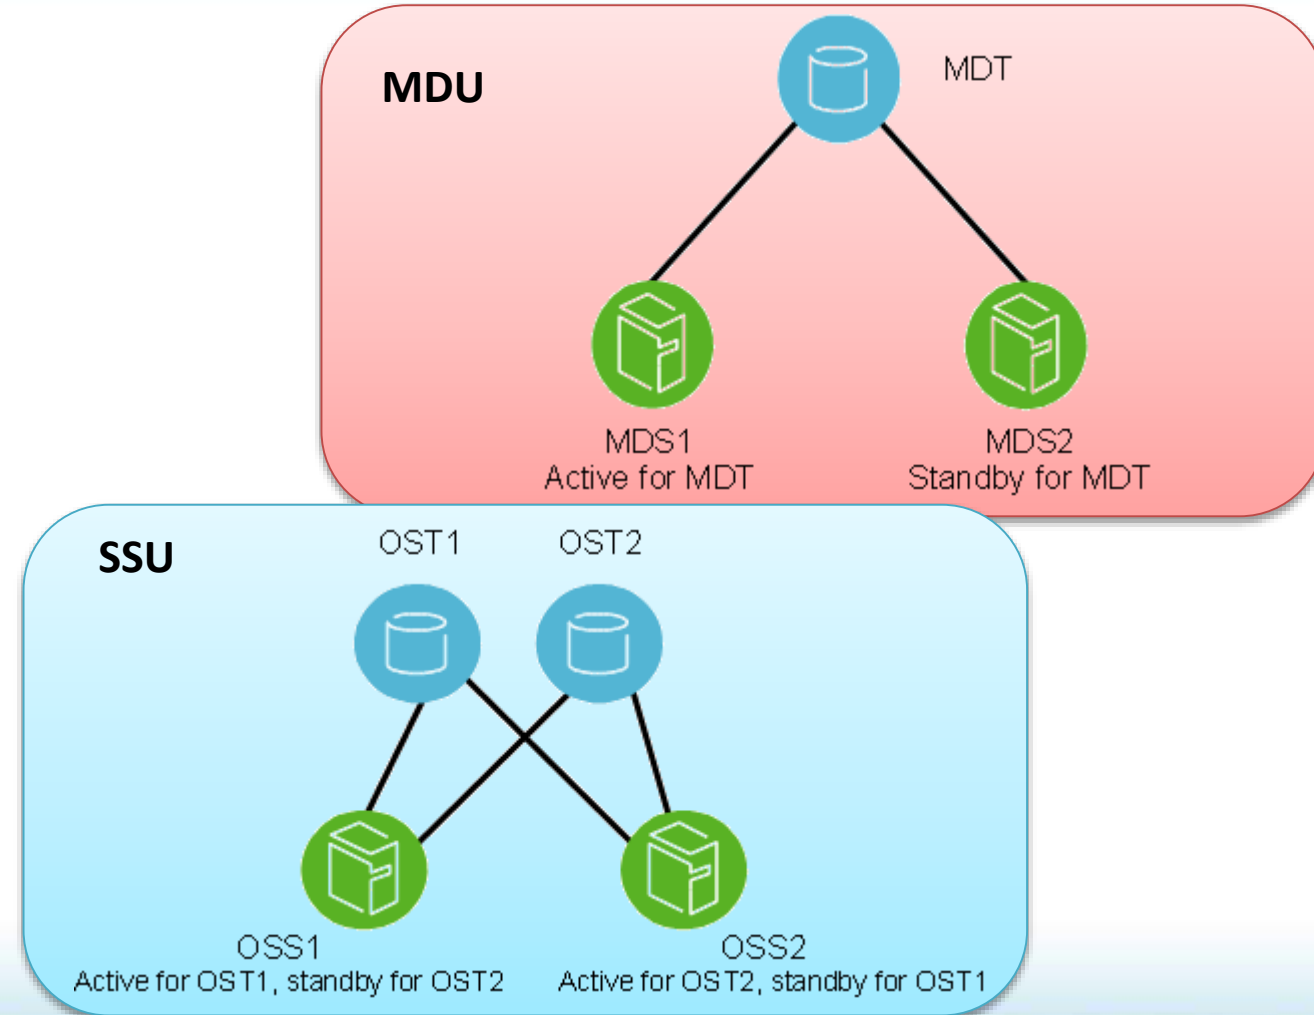 MDU
MDT
MDS1
Active for MDT
MDS2
Standby for MDT
SSU
OST1
OST2
OSS1
Active for OST1, standby for OST2
OSS2
Active for OST2, standby for OST1